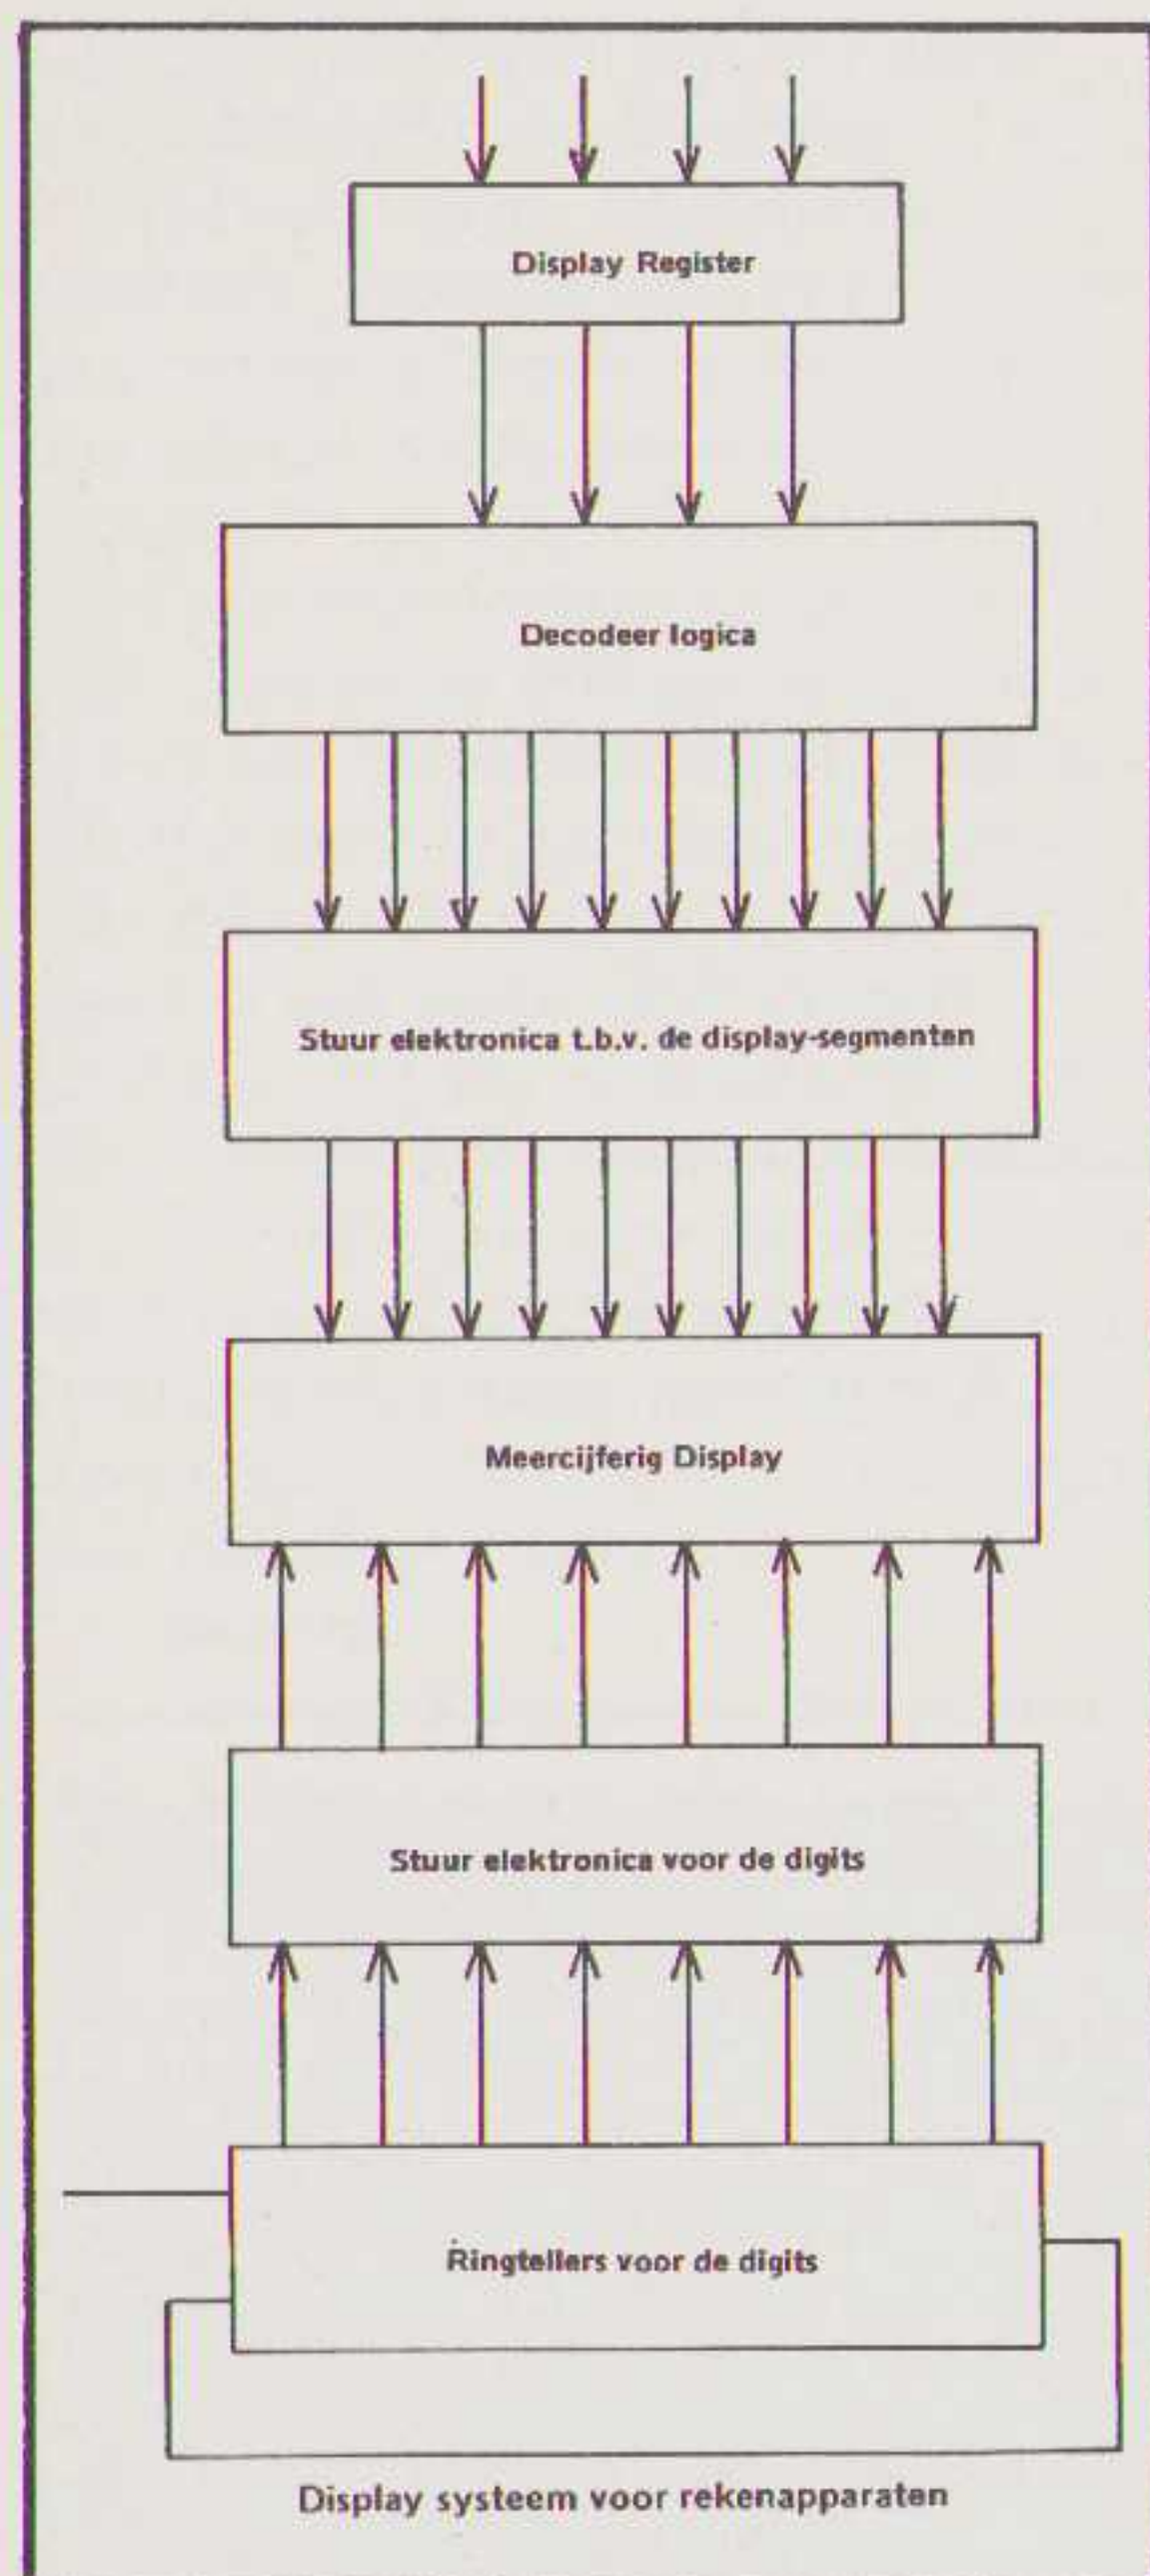 Display Register
Decodeer logica
Stuur elektronica t.b.v. de display-segmenten
Meercijferig Display
Stuur elektronica voor de digits
Ringtellers voor de digits
Display systeem voor rekenapparaten